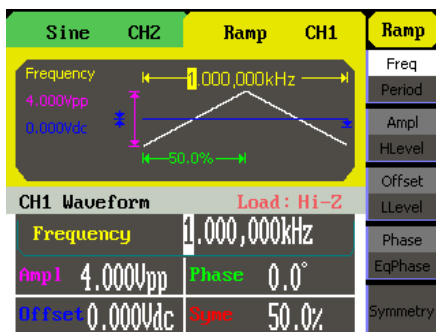 Sine CH2 Ramp CH1 Ramp
Frequency 1.000,000kHz
4.000Vpp
0.000Vdc
50.0%
Freq
Period
Ampl
HLevel
Offset
LLevel
Phase
EqPhase
Symmetry
CH1 Waveform Load: Hi-Z
Frequency 1.000,000kHz
Ampl 4.000Vpp Phase 0.0°
Offset 0.000Vdc Syme 50.0%